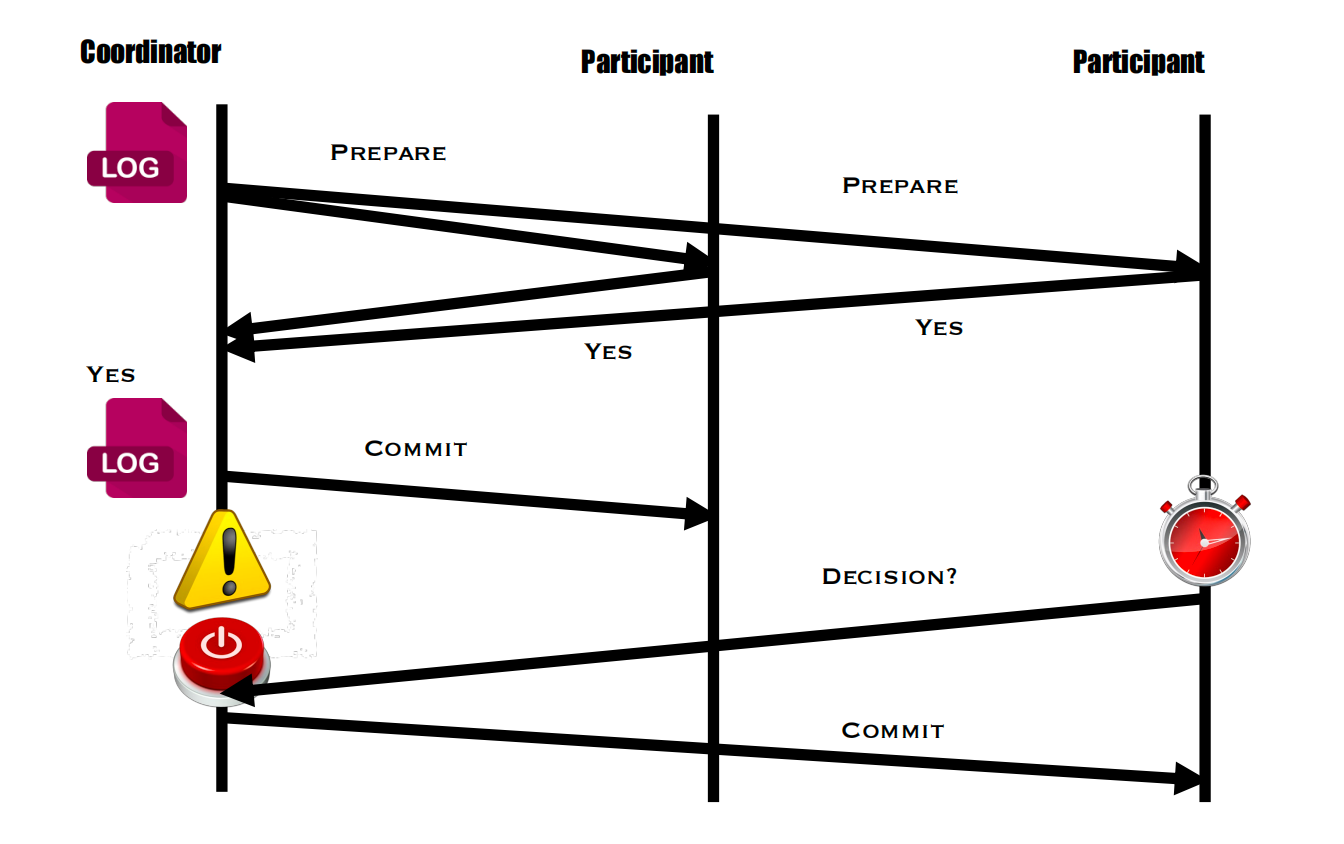 Coordinator
Participant
Participant
LOG
PREPARE
PREPARE
YES
YES
YES
LOG
COMMIT
DECISION?
COMMIT